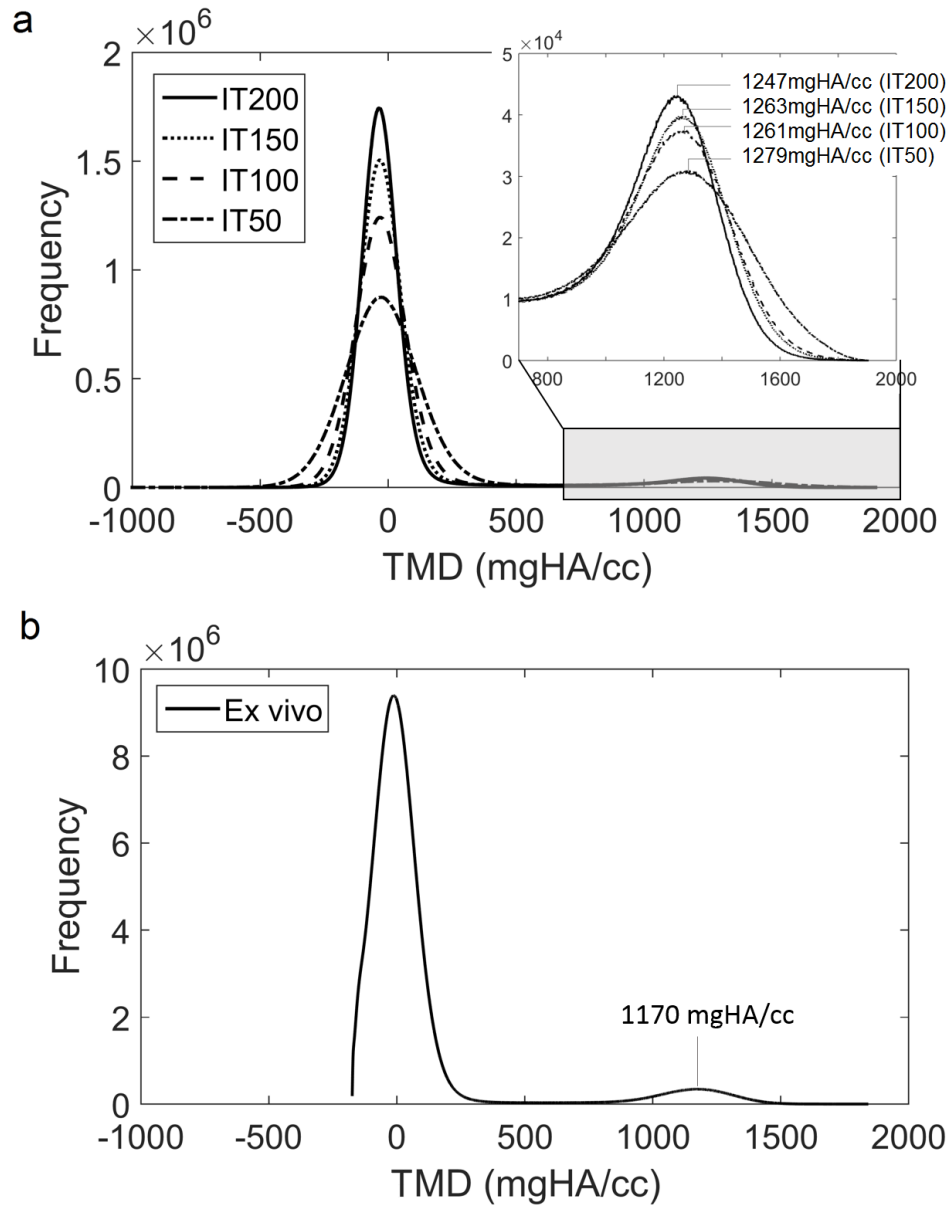 a
×10^6
2
1.5
1
0.5
0
Frequency
IT200
IT150
IT100
IT50
-1000 -500 0 500 1000 1500 2000
TMD (mgHA/cc)
×10^4
5
4
3
2
1
0
800 1200 1600 2000
1247mgHA/cc (IT200)
1263mgHA/cc (IT150)
1261mgHA/cc (IT100)
1279mgHA/cc (IT50)
b
×10^6
10
8
6
4
2
0
Frequency
Ex vivo
1170 mgHA/cc
-1000 -500 0 500 1000 1500 2000
TMD (mgHA/cc)